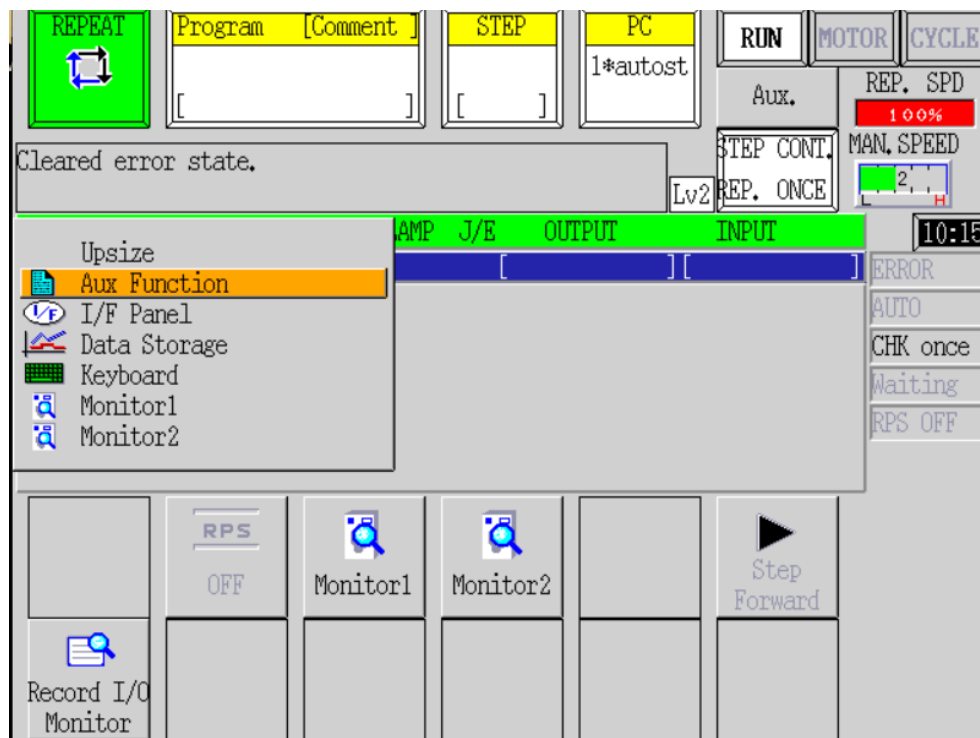 REPEAT
Program [Comment ]
[ ]
STEP
[ ]
PC
1*autost
RUN
MOTOR
CYCLE
Aux.
REP. SPD
100%
Cleared error state.
Lv2
STEP CONT.
REP. ONCE
MAN.SPEED
2
L H
AMP J/E OUTPUT INPUT
[ ][ ]
10:15
Upsize
Aux Function
I/F I/F Panel
Data Storage
Keyboard
Monitor1
Monitor2
ERROR
AUTO
CHK once
Waiting
RPS OFF
RPS
OFF
Monitor1
Monitor2
Step
Forward
Record I/O
Monitor